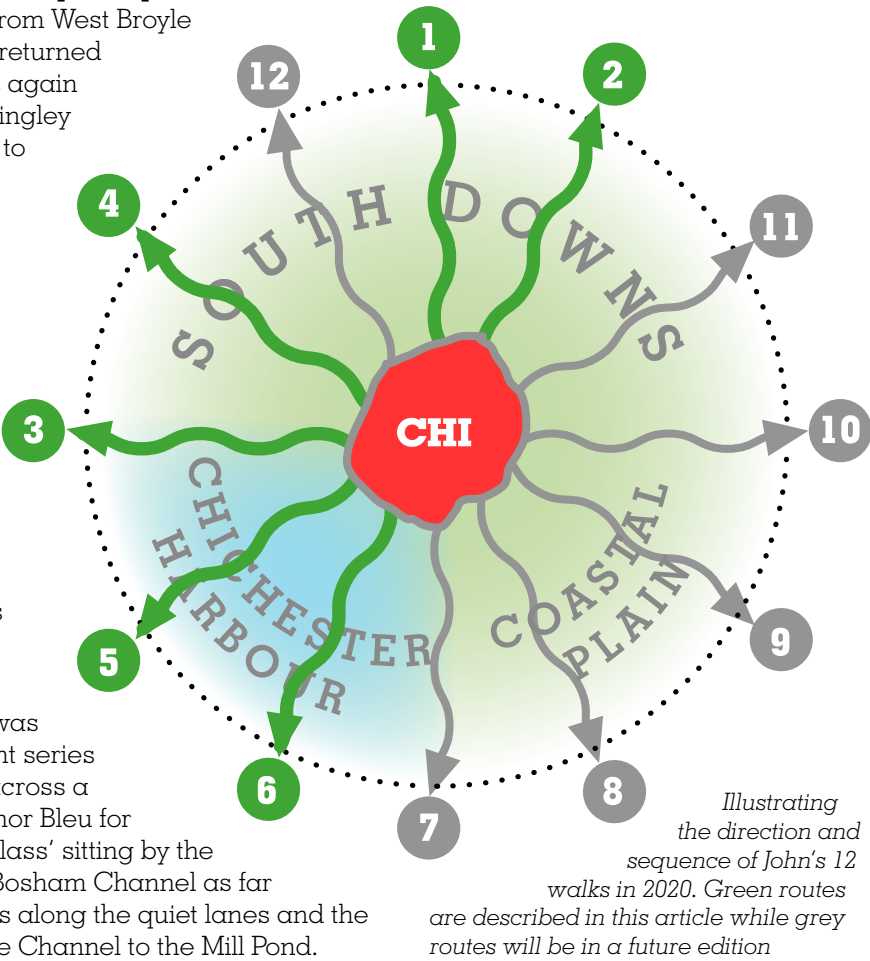 from West Broyle
returned
again
ingley
to
1
2
12
4
11
SOUTH DOWNS
3
CHI
10
CHICHESTER
HARBOUR
COASTAL
PLAIN
9
5
was
nt series
across a
nor Bleu for
lass’ sitting by the
Bosham Channel as far
s along the quiet lanes and the
e Channel to the Mill Pond.
6
7
8
Illustrating
the direction and
sequence of John’s 12
walks in 2020. Green routes
are described in this article while grey
routes will be in a future edition